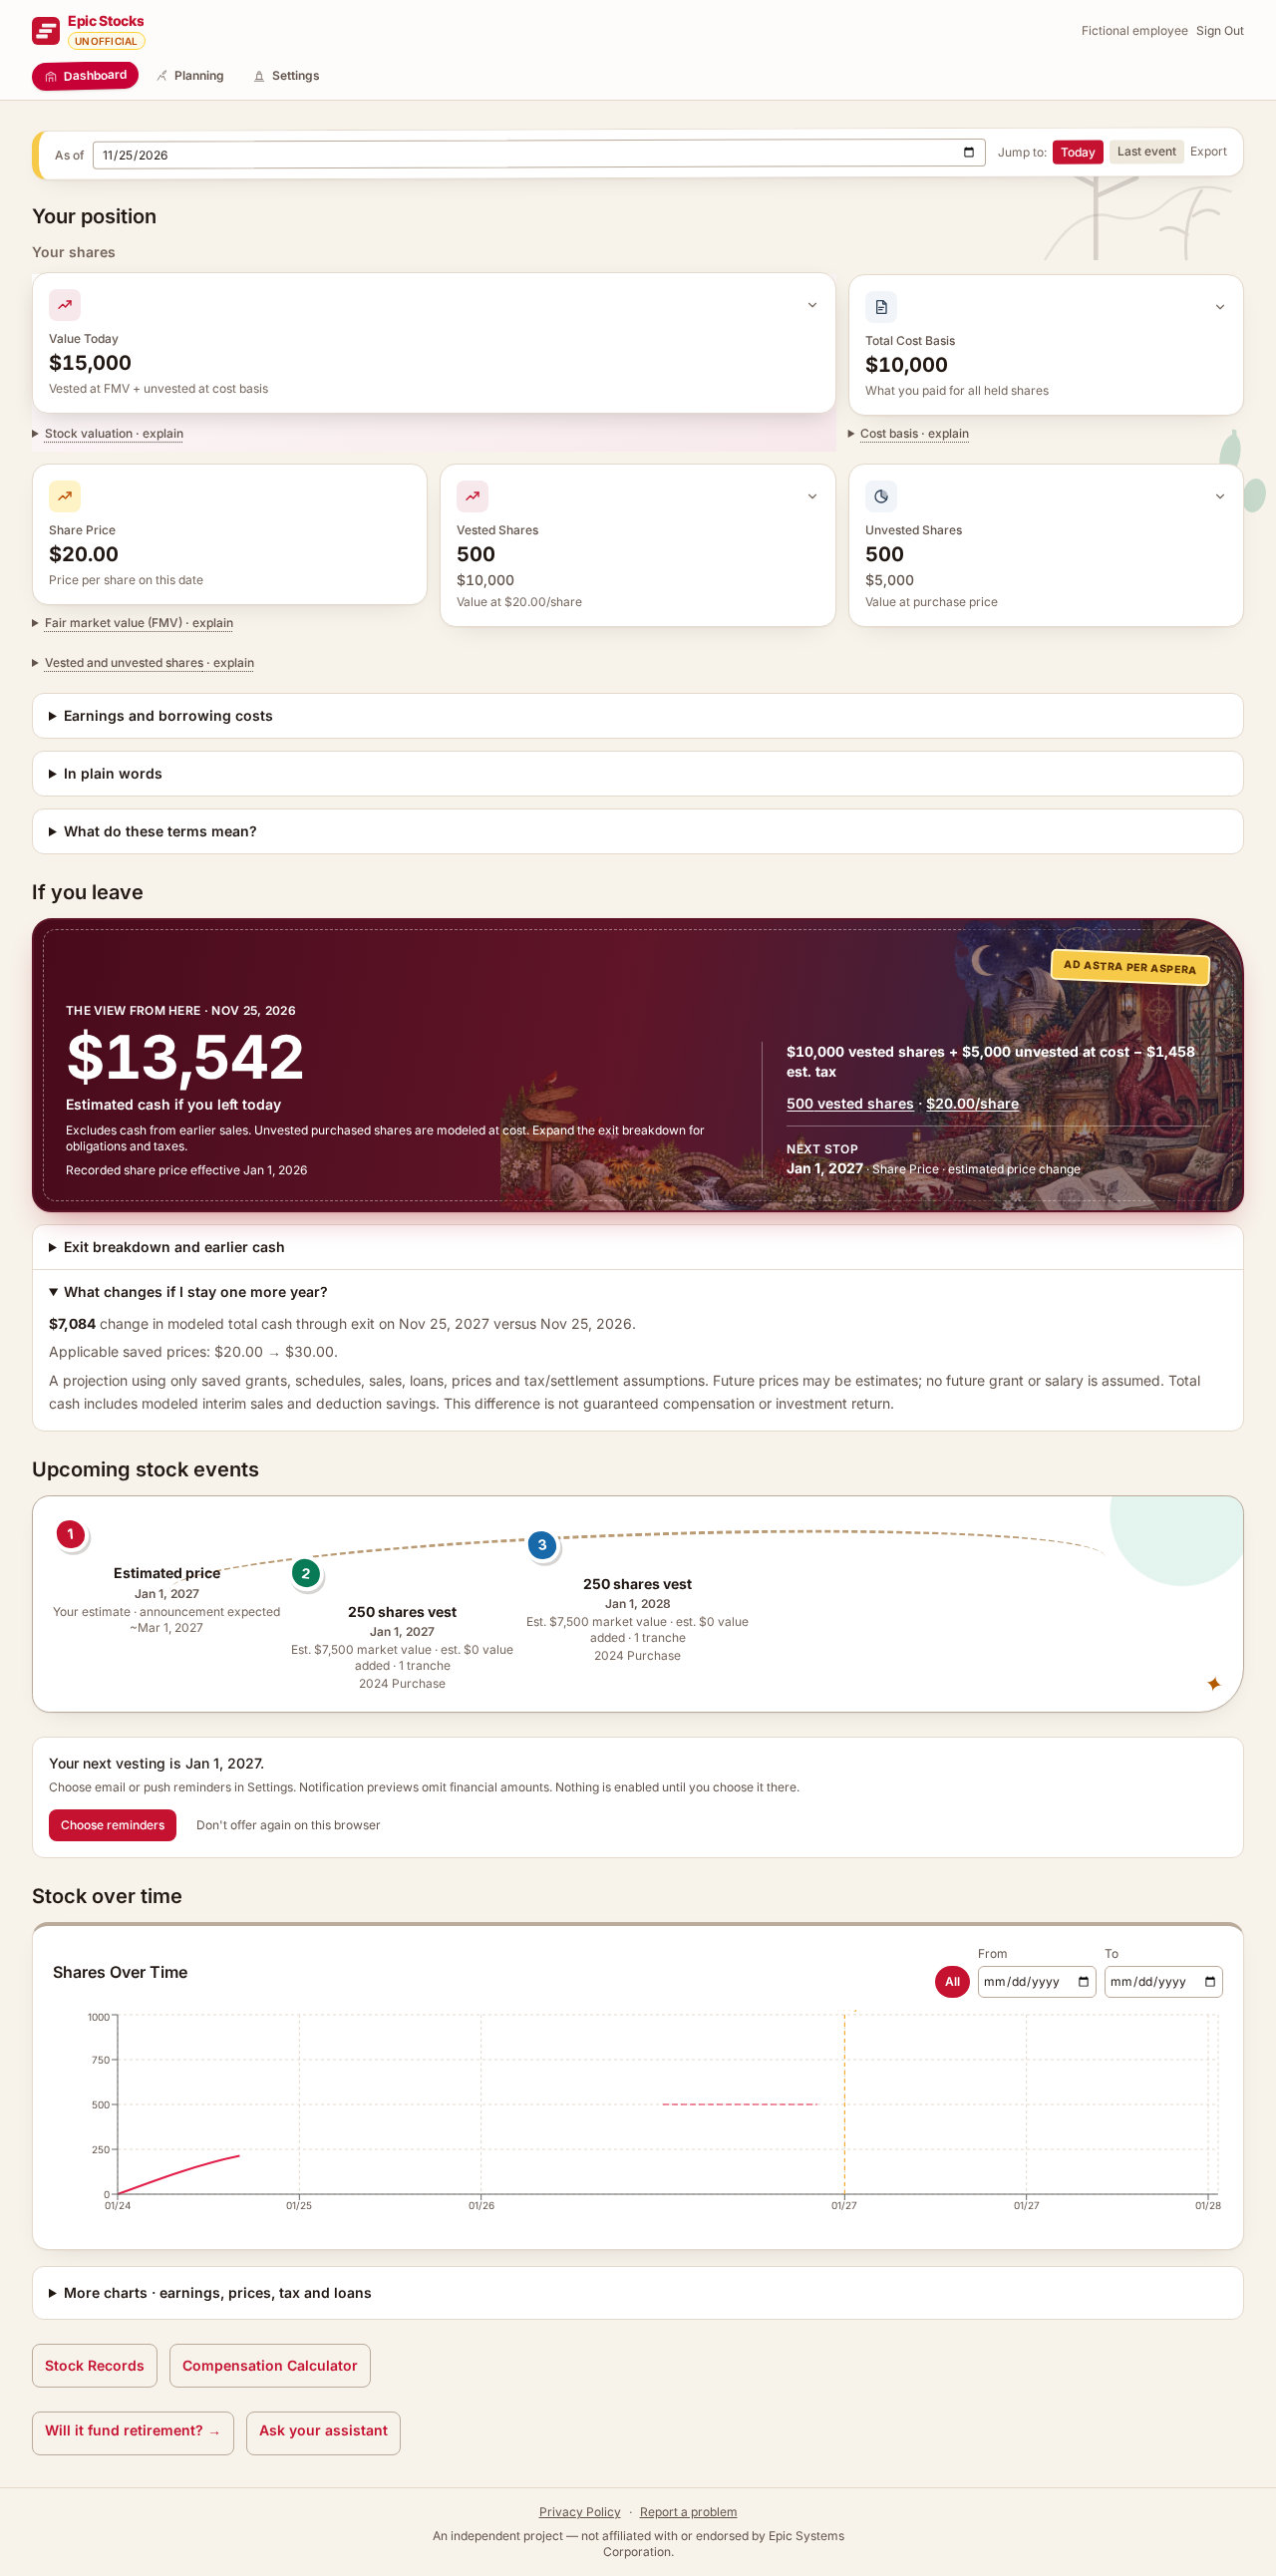 Epic Stocks
UNOFFICIAL
Fictional employee Sign Out
Dashboard Planning Settings
As of 11/25/2026 Jump to: Today Last event Export
Your position
Your shares
Value Today
$15,000
Vested at FMV + unvested at cost basis
Total Cost Basis
$10,000
What you paid for all held shares
Stock valuation · explain
Cost basis · explain
Share Price
$20.00
Price per share on this date
Vested Shares
500
$10,000
Value at $20.00/share
Unvested Shares
500
$5,000
Value at purchase price
Fair market value (FMV) · explain
Vested and unvested shares · explain
Earnings and borrowing costs
In plain words
What do these terms mean?
If you leave
AD ASTRA PER ASPERA
THE VIEW FROM HERE · NOV 25, 2026
$13,542
Estimated cash if you left today
Excludes cash from earlier sales. Unvested purchased shares are modeled at cost. Expand the exit breakdown for
obligations and taxes.
Recorded share price effective Jan 1, 2026
$10,000 vested shares + $5,000 unvested at cost − $1,458
est. tax
500 vested shares · $20.00/share
NEXT STOP
Jan 1, 2027 · Share Price · estimated price change
Exit breakdown and earlier cash
What changes if I stay one more year?
$7,084 change in modeled total cash through exit on Nov 25, 2027 versus Nov 25, 2026.
Applicable saved prices: $20.00 → $30.00.
A projection using only saved grants, schedules, sales, loans, prices and tax/settlement assumptions. Future prices may be estimates; no future grant or salary is assumed. Total
cash includes modeled interim sales and deduction savings. This difference is not guaranteed compensation or investment return.
Upcoming stock events
1
Estimated price
Jan 1, 2027
Your estimate · announcement expected
~Mar 1, 2027
2
250 shares vest
Jan 1, 2027
Est. $7,500 market value · est. $0 value
added · 1 tranche
2024 Purchase
3
250 shares vest
Jan 1, 2028
Est. $7,500 market value · est. $0 value
added · 1 tranche
2024 Purchase
Your next vesting is Jan 1, 2027.
Choose email or push reminders in Settings. Notification previews omit financial amounts. Nothing is enabled until you choose it there.
Choose reminders Don't offer again on this browser
Stock over time
Shares Over Time
From To
All mm/dd/yyyy mm/dd/yyyy
1000
750
500
250
0
01/24 01/25 01/26 01/27 01/27 01/28
More charts · earnings, prices, tax and loans
Stock Records Compensation Calculator
Will it fund retirement? → Ask your assistant
Privacy Policy · Report a problem
An independent project — not affiliated with or endorsed by Epic Systems
Corporation.